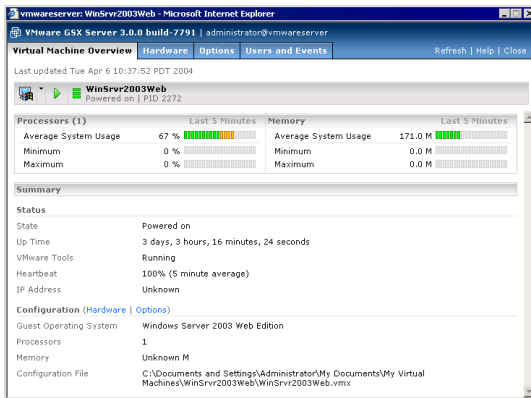 vmwareserver: WinSrvr2003Web - Microsoft Internet Explorer
VMware GSX Server 3.0.0 build-7791 | administrator@vmwareserver
Virtual Machine Overview Hardware Options Users and Events Refresh | Help | Close
Last updated Tue Apr 6 10:37:52 PDT 2004
WinSrvr2003Web
Powered on | PID 2272
Processors (1) Last 5 Minutes Memory Last 5 Minutes
Average System Usage 67 % Average System Usage 171.0 M
Minimum 0 % Minimum 0.0 M
Maximum 0 % Maximum 0.0 M
Summary
Status
State Powered on
Up Time 3 days, 3 hours, 16 minutes, 24 seconds
VMware Tools Running
Heartbeat 100% (5 minute average)
IP Address Unknown
Configuration (Hardware | Options)
Guest Operating System Windows Server 2003 Web Edition
Processors 1
Memory Unknown M
Configuration File C:\Documents and Settings\Administrator\My Documents\My Virtual
Machines\WinSrvr2003Web\WinSrvr2003Web.vmx